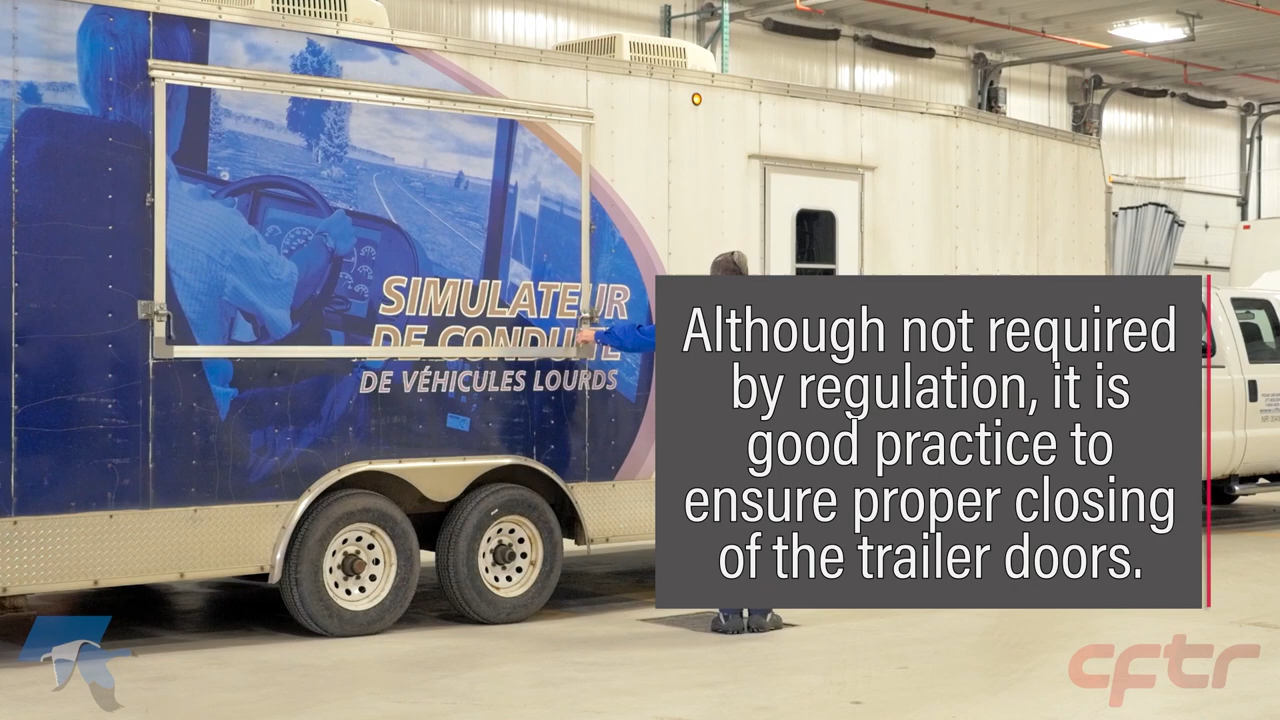 SIMULATEUR
DE CONDUITE
DE VÉHICULES LOURDS
Although not required
by regulation, it is
good practice to
ensure proper closing
of the trailer doors.
cftr